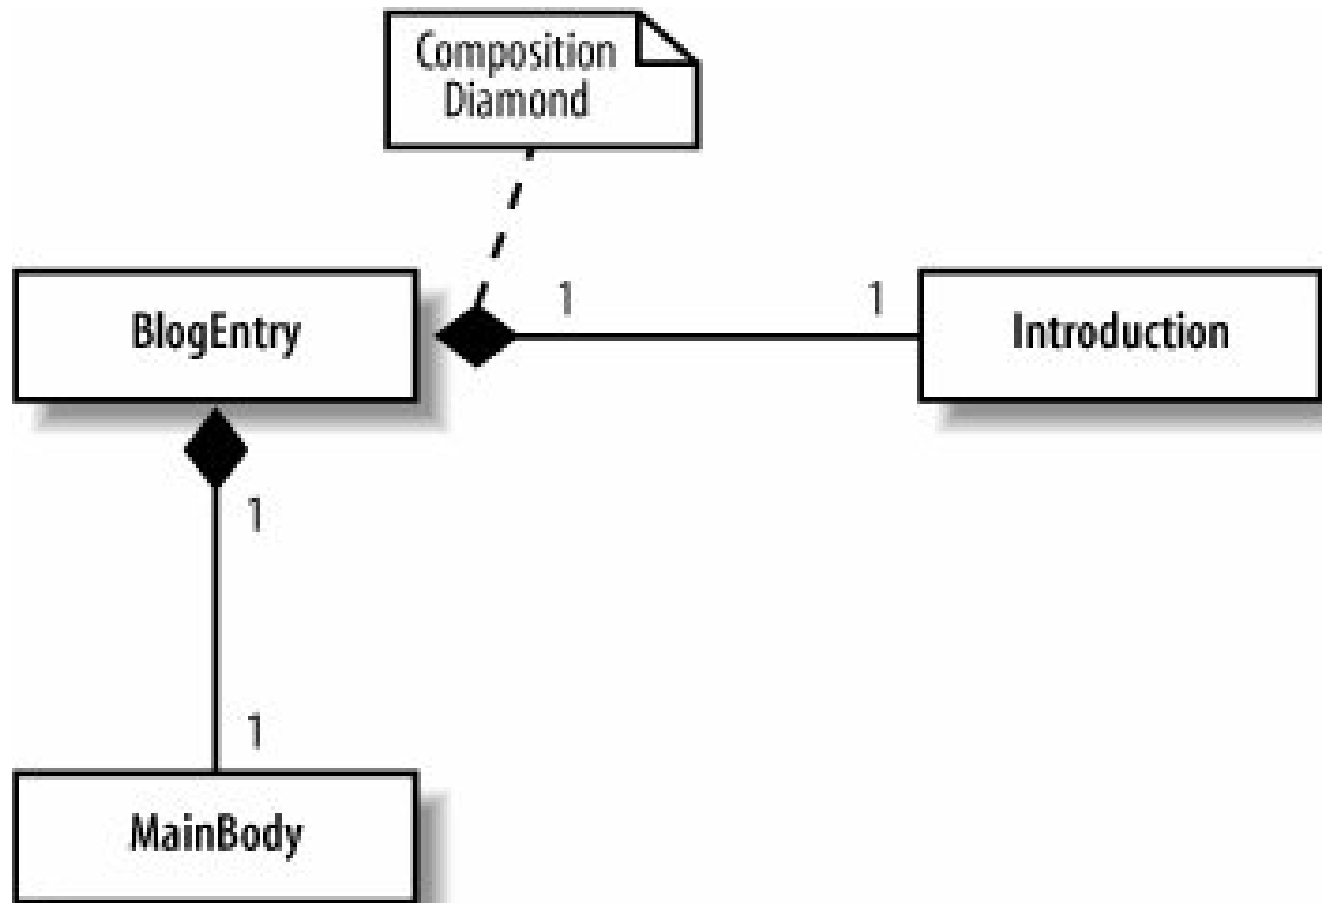 Composition
Diamond
BlogEntry
1
1
Introduction
1
1
MainBody